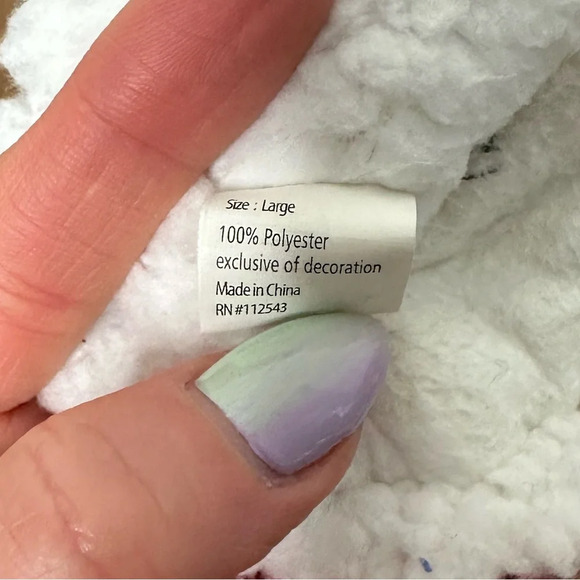 Size : Large
100% Polyester
exclusive of decoration
Made in China
RN #112543